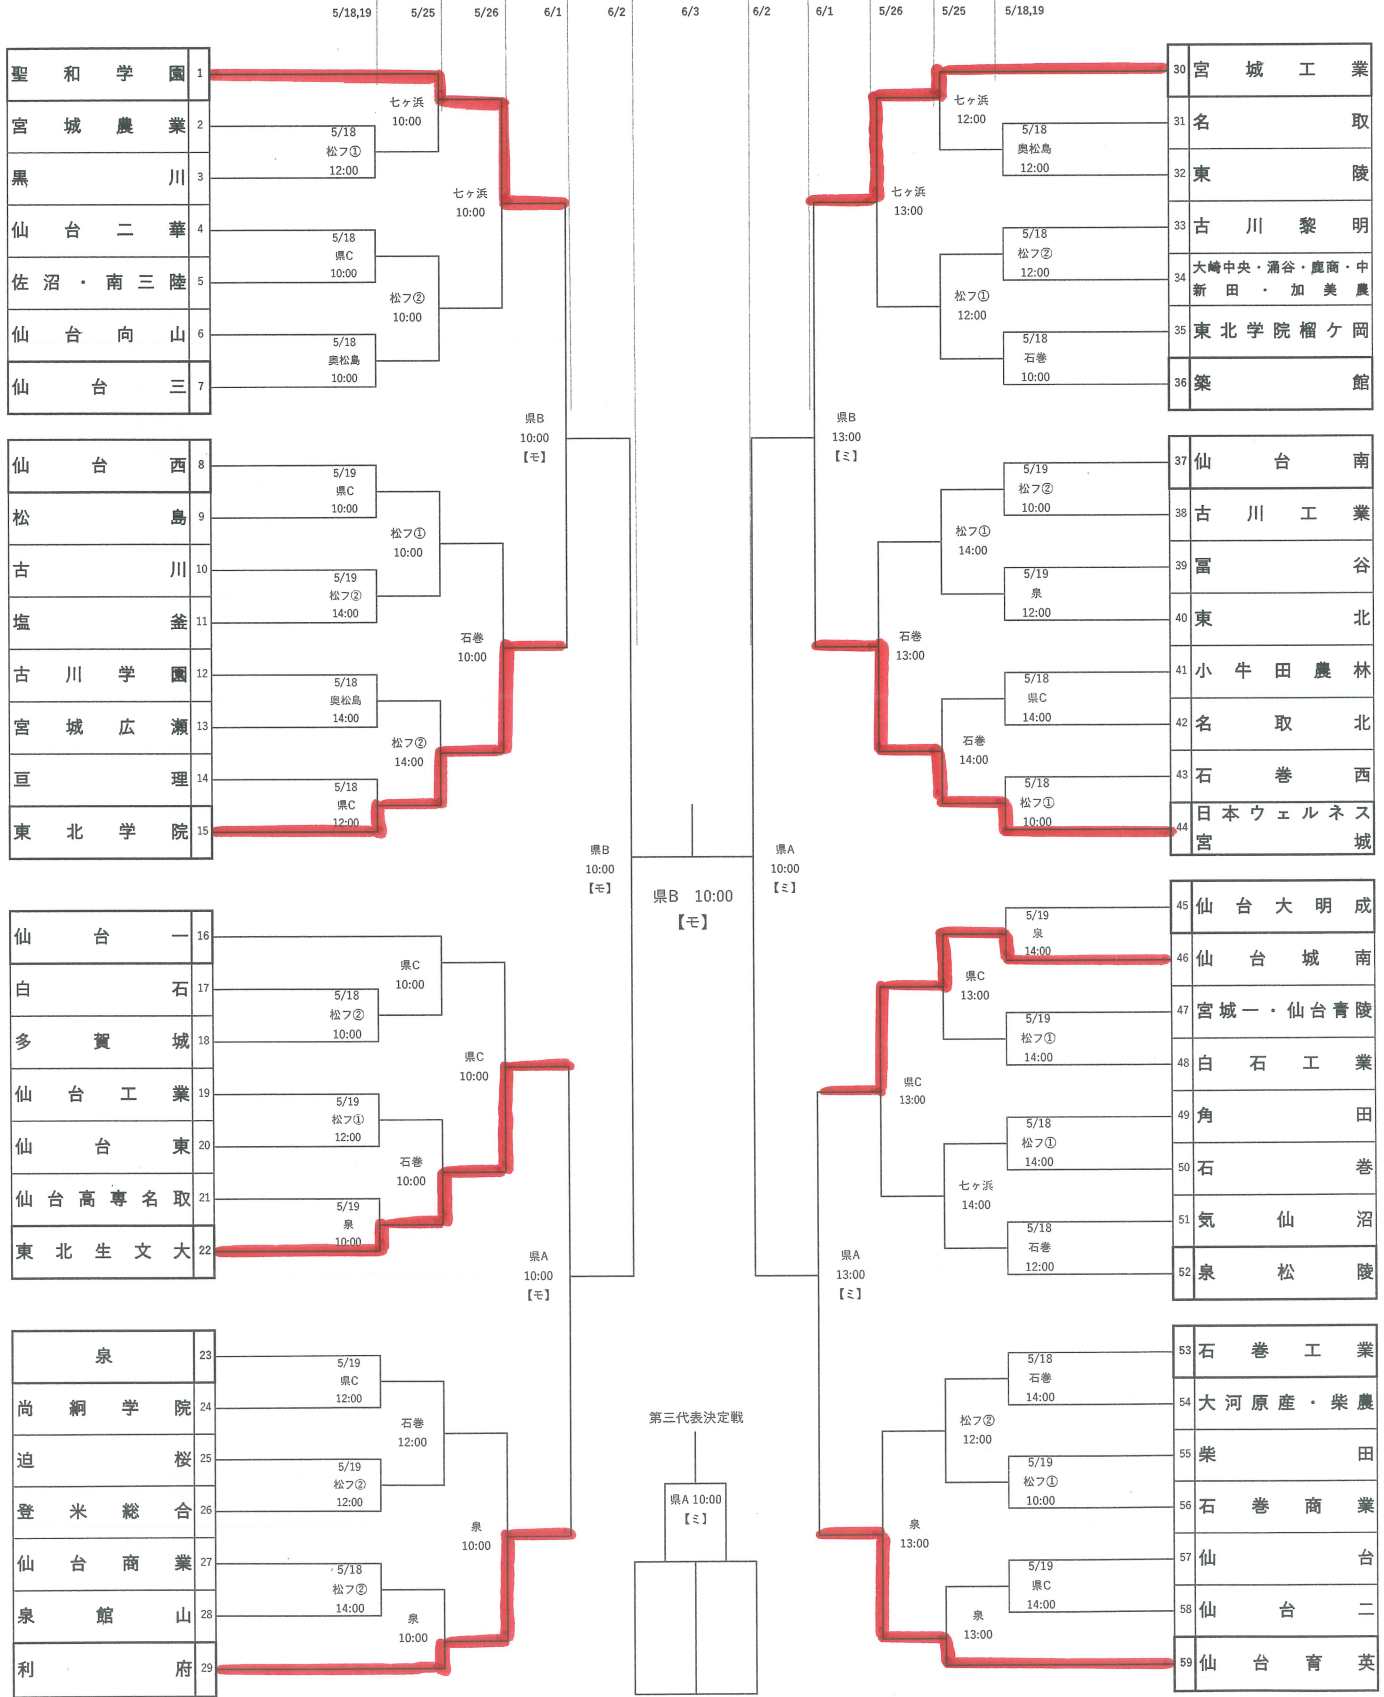 5/18,19 5/25 5/26 6/1 6/2 6/3 6/2 6/1 5/26 5/25 5/18,19
聖和学園 1
宮城農業 2
黒川 3
仙台二華 4
佐沼・南三陸 5
仙台向山 6
仙台三 7
七ヶ浜
10:00
5/18
松フ①
12:00
七ヶ浜
10:00
5/18
県C
10:00
松フ②
10:00
5/18
奥松島
10:00
県B
10:00
【モ】
仙台西 8
松島 9
古川 10
塩釜 11
古川学園 12
宮城広瀬 13
亘理 14
東北学院 15
5/19
県C
10:00
松フ①
10:00
5/19
松フ②
14:00
石巻
10:00
5/18
奥松島
14:00
松フ②
14:00
5/18
県C
12:00
県B
10:00
【モ】
仙台一 16
白石 17
多賀城 18
仙台工業 19
仙台東 20
仙台高専名取 21
東北生文大 22
県C
10:00
5/18
松フ②
10:00
県C
10:00
5/19
松フ①
12:00
石巻
10:00
5/19
泉
10:00
県A
10:00
【モ】
泉 23
尚絅学院 24
迫桜 25
登米総合 26
仙台商業 27
泉館山 28
利府 29
5/19
県C
12:00
石巻
12:00
5/19
松フ②
12:00
泉
10:00
5/18
松フ②
14:00
泉
10:00
県B 10:00
【モ】
第三代表決定戦
県A 10:00
【ミ】
30 宮城工業
31 名取
32 東陵
33 古川黎明
34 大崎中央・涌谷・鹿商・中
新田・加美農
35 東北学院榴ケ岡
36 築館
七ヶ浜
12:00
5/18
奥松島
12:00
七ヶ浜
13:00
5/18
松フ②
12:00
松フ①
12:00
5/18
石巻
10:00
県B
13:00
【ミ】
37 仙台南
38 古川工業
39 冨谷
40 東北
41 小牛田農林
42 名取北
43 石巻西
44 日本ウェルネス
宮城
5/19
松フ②
10:00
松フ①
14:00
5/19
泉
12:00
石巻
13:00
5/18
県C
14:00
石巻
14:00
5/18
松フ①
10:00
県A
10:00
【ミ】
45 仙台大明成
46 仙台城南
47 宮城一・仙台青陵
48 白石工業
49 角田
50 石巻
51 気仙沼
52 泉松陵
5/19
泉
14:00
県C
13:00
5/19
松フ①
14:00
県C
13:00
5/18
松フ①
14:00
七ヶ浜
14:00
5/18
石巻
12:00
県A
13:00
【ミ】
53 石巻工業
54 大河原産・柴農
55 柴田
56 石巻商業
57 仙台
58 仙台二
59 仙台育英
5/18
石巻
14:00
松フ②
12:00
5/19
松フ①
10:00
泉
13:00
5/19
県C
14:00
泉
13:00